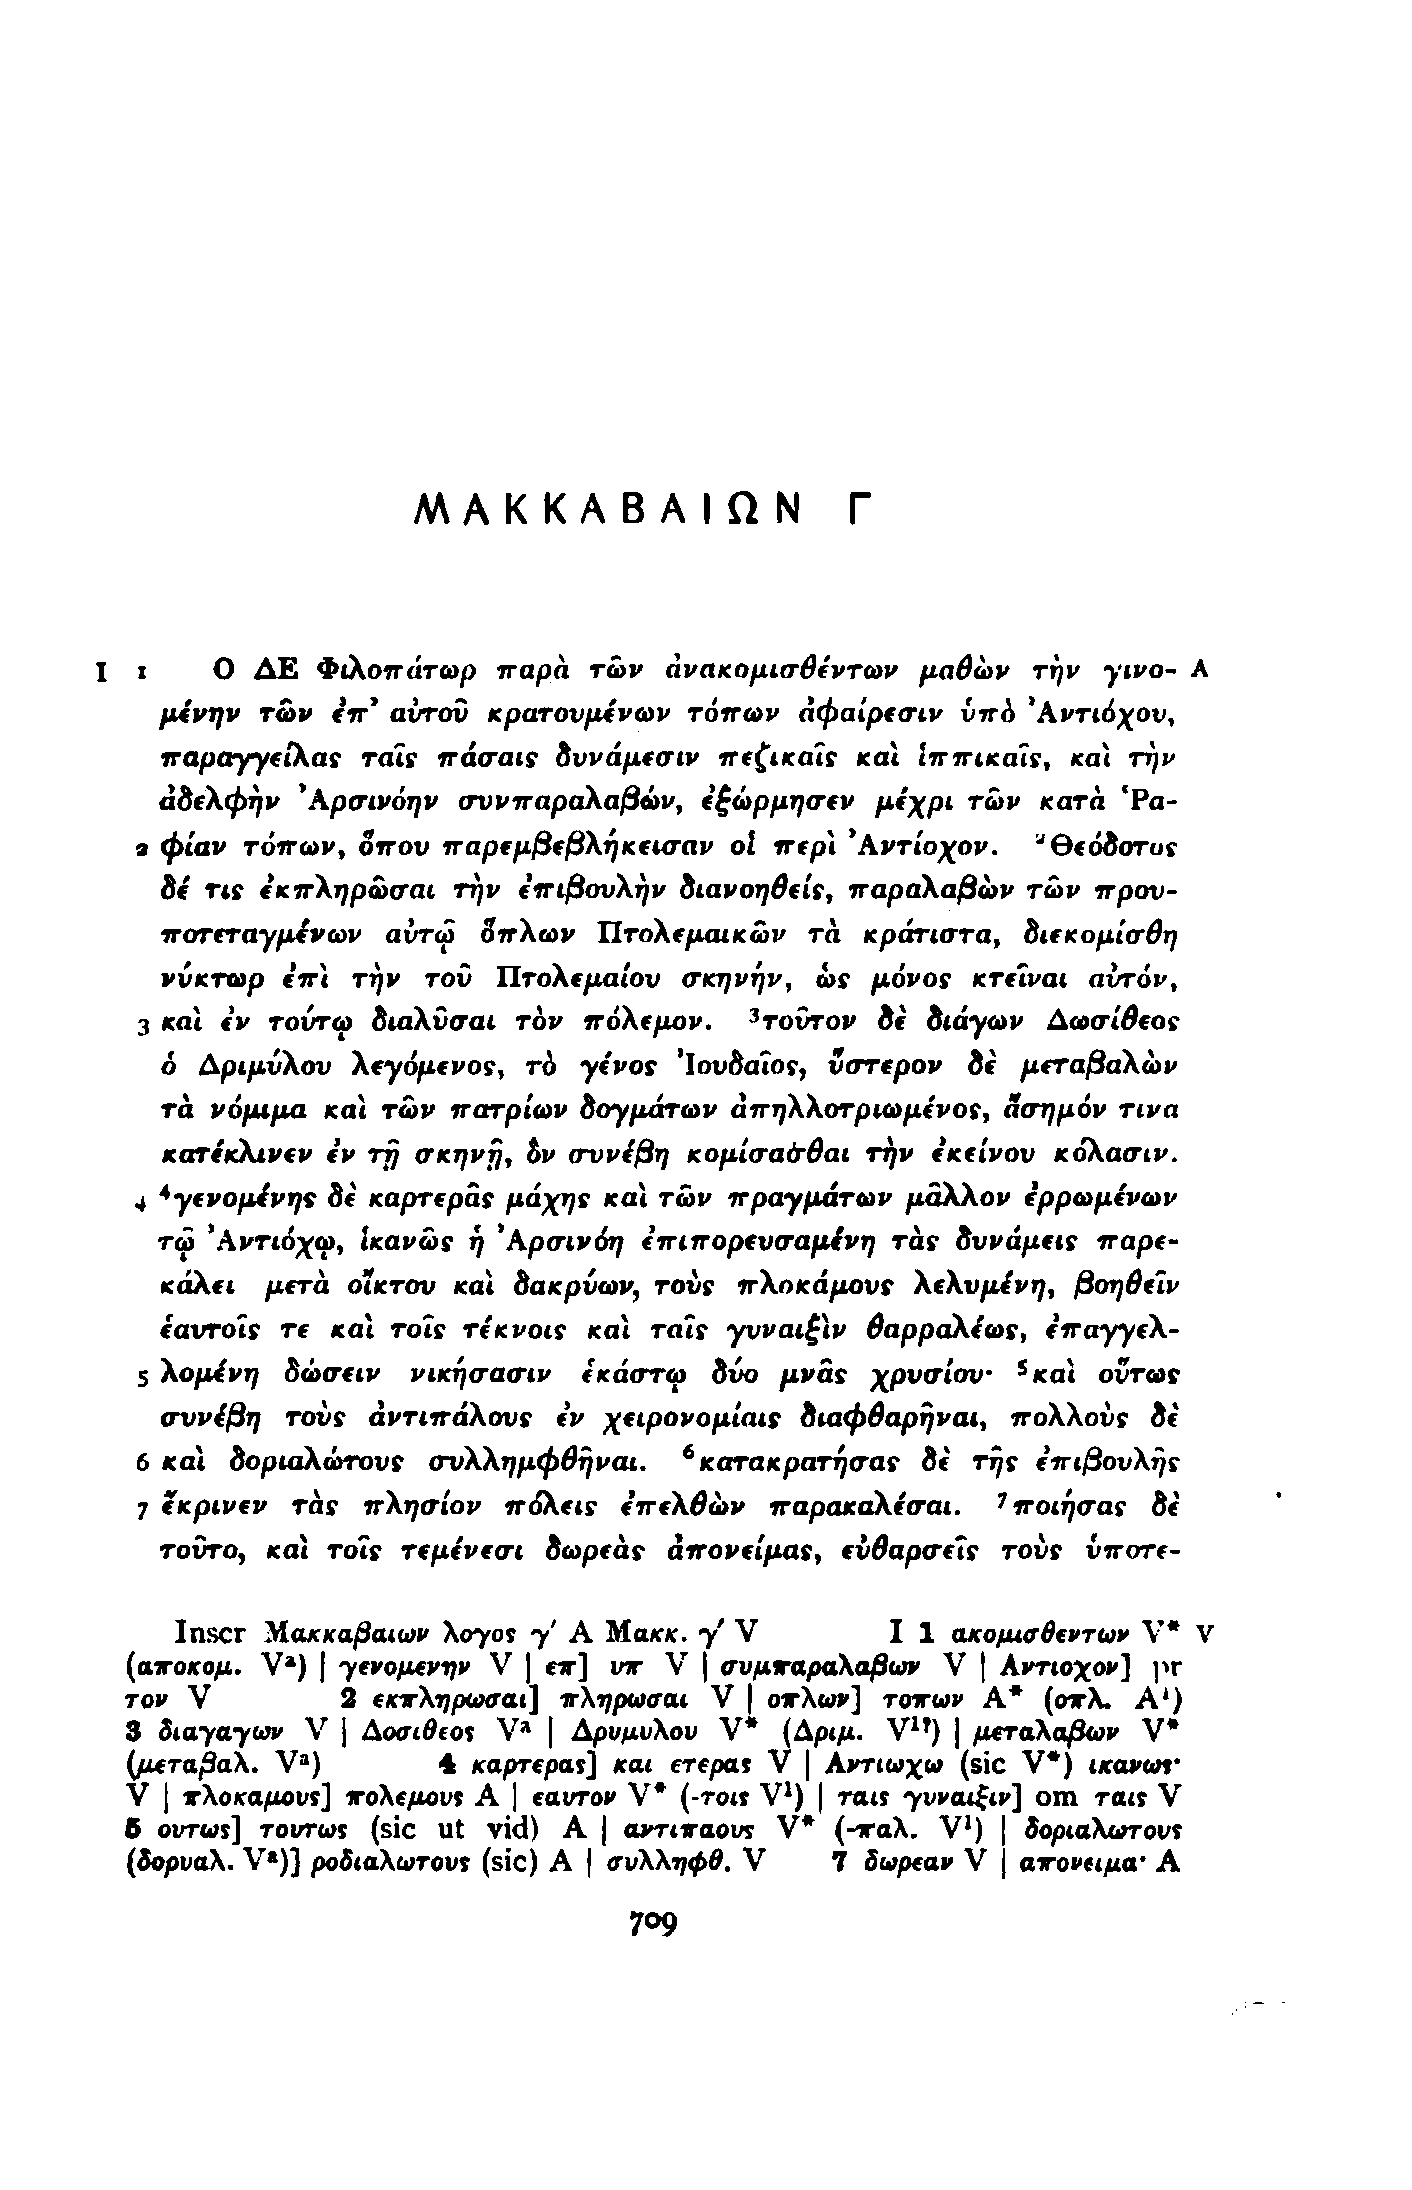 ΜΑΚΚΑΒΑΙΩΝ Γ
I 1 Ο ΔΕ Φιλοπάτωρ παρὰ τῶν ἀνακομισθέντων μαθὼν τὴν γινο- A
μένην τῶν ἐπ’ αὐτοῦ κρατουμένων τόπων ἀφαίρεσιν ὑπὸ Ἀντιόχου,
παραγγείλας ταῖς πάσαις δυνάμεσιν πεζικαῖς καὶ ἱππικαῖς, καὶ τὴν
ἀδελφὴν Ἀρσινόην συνπαραλαβών, ἐξώρμησεν μέχρι τῶν κατὰ Ῥα-
2 φίαν τόπων, ὅπου παρεμβεβλήκεισαν οἱ περὶ Ἀντίοχον. ²Θεόδοτος
δέ τις ἐκπληρῶσαι τὴν ἐπιβουλὴν διανοηθείς, παραλαβὼν τῶν πρου-
ποτεταγμένων αὐτῷ ὅπλων Πτολεμαικῶν τὰ κράτιστα, διεκομίσθη
νύκτωρ ἐπὶ τὴν τοῦ Πτολεμαίου σκηνήν, ὡς μόνος κτεῖναι αὐτόν,
3 καὶ ἐν τούτῳ διαλῦσαι τὸν πόλεμον. ³τοῦτον δὲ διάγων Δωσίθεος
ὁ Δριμύλου λεγόμενος, τὸ γένος Ἰουδαῖος, ὕστερον δὲ μεταβαλὼν
τὰ νόμιμα καὶ τῶν πατρίων δογμάτων ἀπηλλοτριωμένος, ἄσημόν τινα
κατέκλινεν ἐν τῇ σκηνῇ, ὃν συνέβη κομίσασθαι τὴν ἐκείνου κόλασιν.
4 ⁴γενομένης δὲ καρτερᾶς μάχης καὶ τῶν πραγμάτων μᾶλλον ἐρρωμένων
τῷ Ἀντιόχῳ, ἱκανῶς ἡ Ἀρσινόη ἐπιπορευσαμένη τὰς δυνάμεις παρε-
κάλει μετὰ οἴκτου καὶ δακρύων, τοὺς πλοκάμους λελυμένη, βοηθεῖν
ἑαυτοῖς τε καὶ τοῖς τέκνοις καὶ ταῖς γυναιξὶν θαρραλέως, ἐπαγγελ-
5 λομένη δώσειν νικήσασιν ἑκάστῳ δύο μνᾶς χρυσίου· ⁵καὶ οὕτως
συνέβη τοὺς ἀντιπάλους ἐν χειρονομίαις διαφθαρῆναι, πολλοὺς δὲ
6 καὶ δοριαλώτους συλλημφθῆναι. ⁶κατακρατήσας δὲ τῆς ἐπιβουλῆς
7 ἔκρινεν τὰς πλησίον πόλεις ἐπελθὼν παρακαλέσαι. ⁷ποιήσας δὲ
τοῦτο, καὶ τοῖς τεμένεσι δωρεὰς ἀπονείμας, εὐθαρσεῖς τοὺς ὑποτε-
Inscr Μακκαβαιων λογος γ′ A Μακκ. γ′ V I 1 ακομισθεντων V* V
(αποκομ. Vᵃ) | γενομενην V | επ] υπ V | συμπαραλαβων V | Αντιοχον] pr
τον V 2 εκπληρωσαι] πληρωσαι V | οπλων] τοπων A* (οπλ. A¹)
3 διαγαγων V | Δοσιθεος Vᵃ | Δρυμυλου V* (Δριμ. V¹?) | μεταλαβων V*
(μεταβαλ. Vᵃ) 4 καρτερας] και ετερας V | Αντιωχω (sic V*) ικανως·
V | πλοκαμους] πολεμους A | εαυτον V* (-τοις V¹) | ταις γυναιξιν] om ταις V
5 ουτως] τουτως (sic ut vid) A | αντιπαους V* (-παλ. V¹) | δοριαλωτους
(δορυαλ. Vᵃ)] ροδιαλωτους (sic) A | συλληφθ. V 7 δωρεαν V | απονειμα· A
709